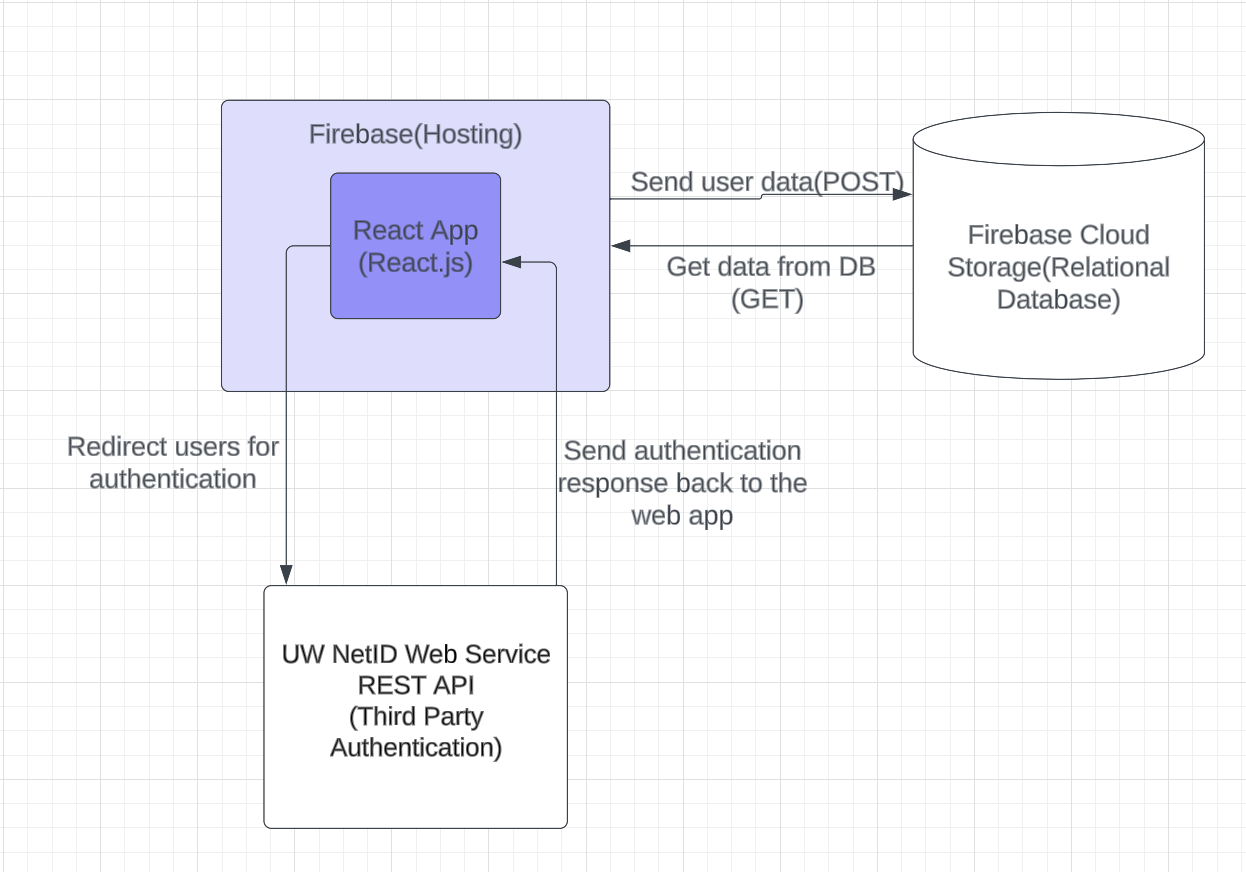 Firebase(Hosting)
React App
(React.js)
Send user data(POST)
Get data from DB
(GET)
Firebase Cloud
Storage(Relational
Database)
Redirect users for
authentication
Send authentication
response back to the
web app
UW NetID Web Service
REST API
(Third Party
Authentication)